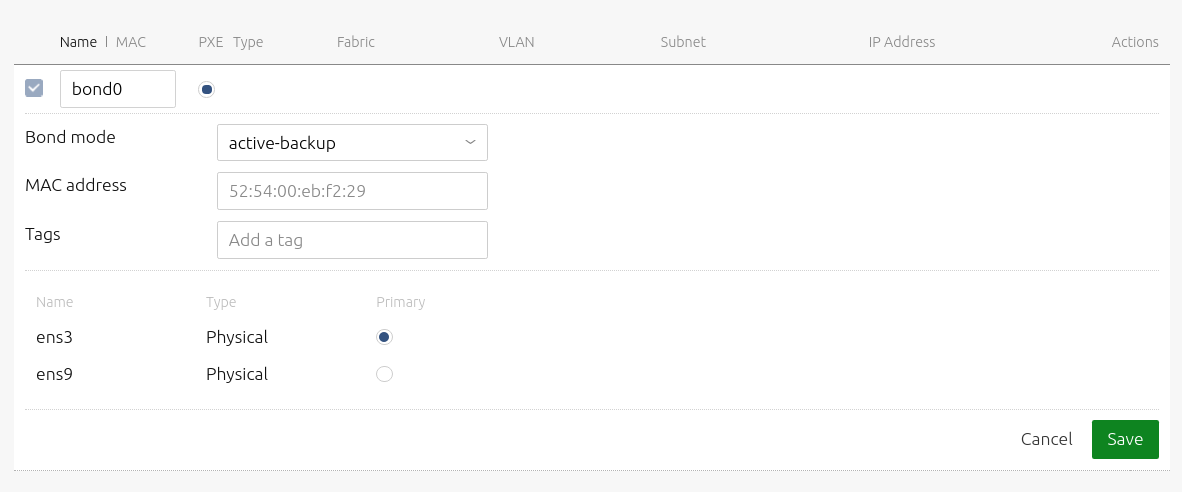 Name | MAC PXE Type Fabric VLAN Subnet IP Address Actions
bond0
Bond mode active-backup
MAC address 52:54:00:eb:f2:29
Tags Add a tag
Name Type Primary
ens3 Physical
ens9 Physical
Cancel Save